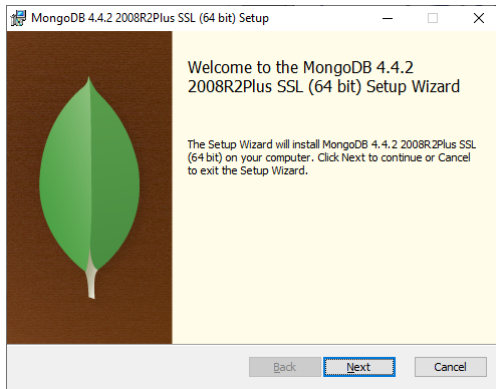 MongoDB 4.4.2 2008R2Plus SSL (64 bit) Setup
Welcome to the MongoDB 4.4.2
2008R2Plus SSL (64 bit) Setup Wizard
The Setup Wizard will install MongoDB 4.4.2 2008R2Plus SSL
(64 bit) on your computer. Click Next to continue or Cancel
to exit the Setup Wizard.
Back
Next
Cancel